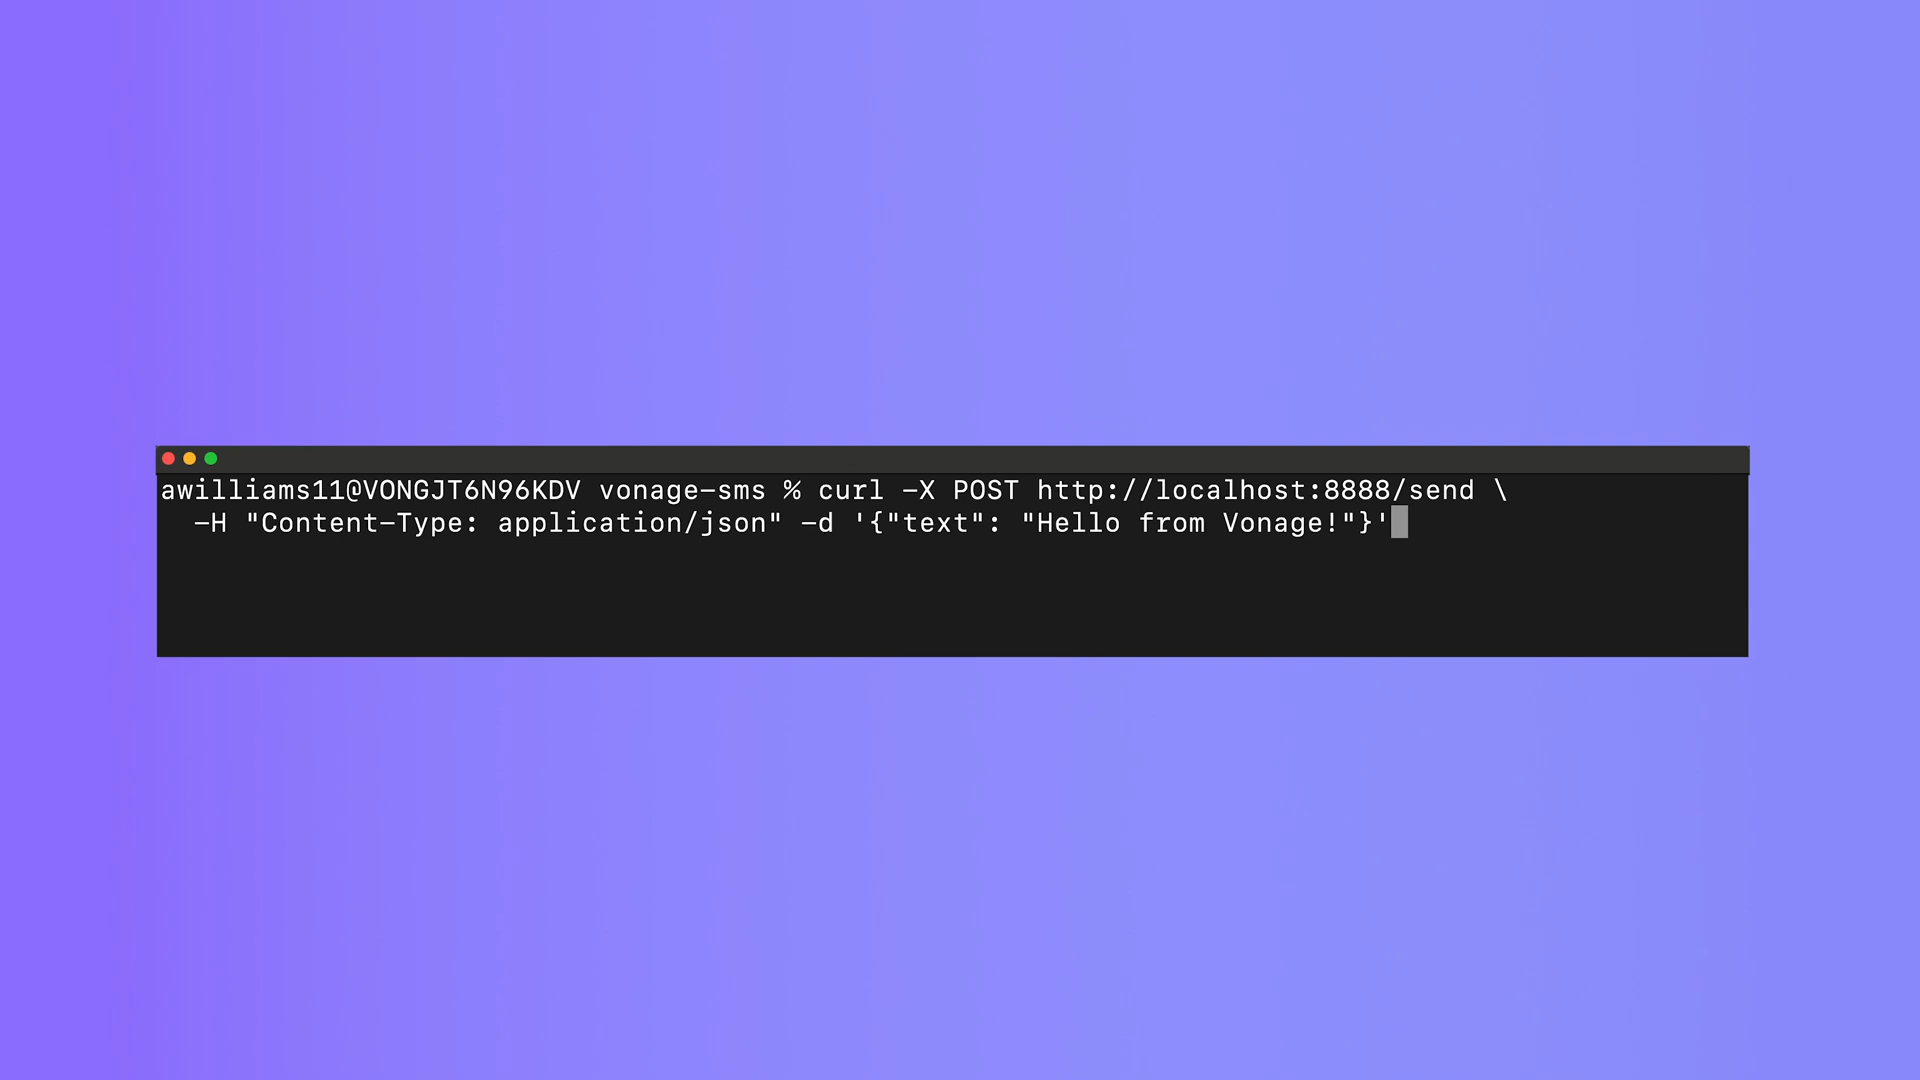 awilliams11@VONGJT6N96KDV vonage-sms % curl -X POST http://localhost:8888/send \
  -H "Content-Type: application/json" -d '{"text": "Hello from Vonage!"}'